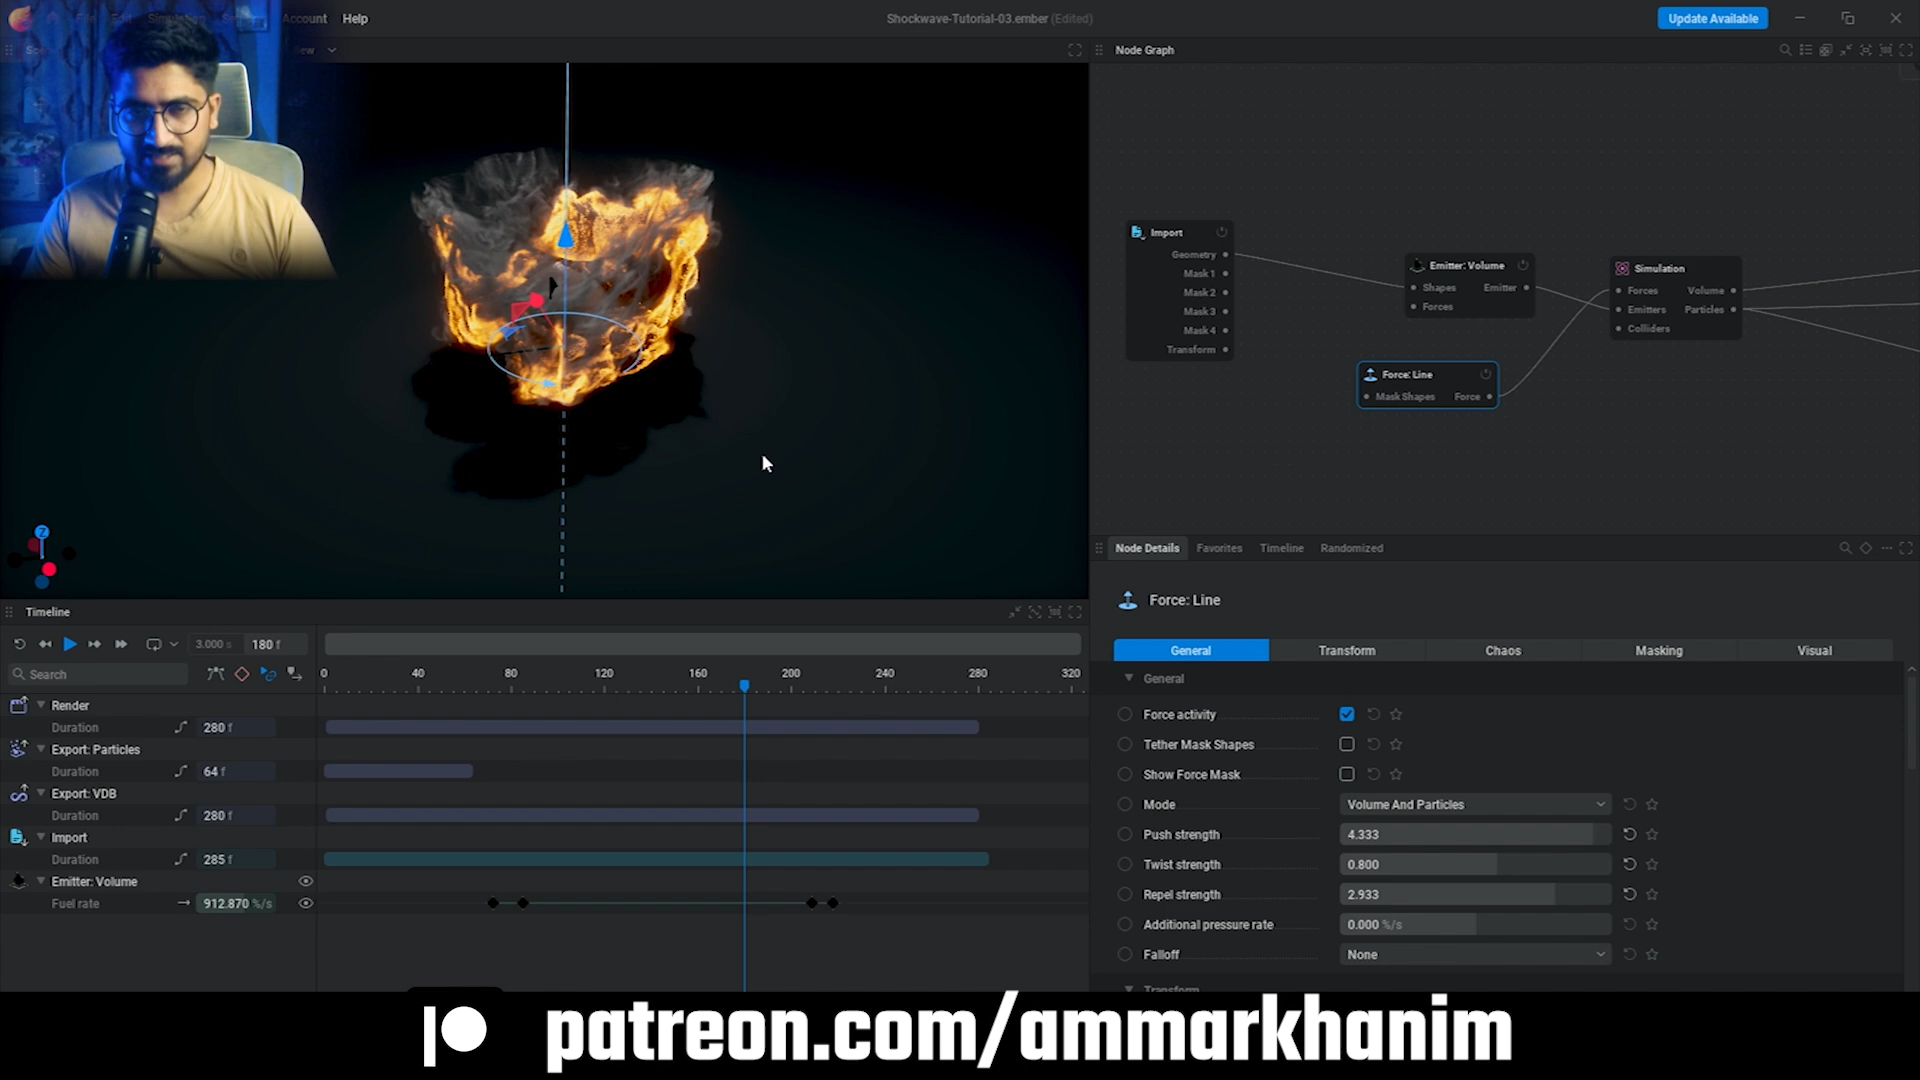 Account
Help
Shockwave-Tutorial-03.ember (Edited)
Update Available
Node Graph
Import
Geometry
Mask 1
Mask 2
Mask 3
Mask 4
Transform
Emitter: Volume
Shapes Emitter
Forces
Simulation
Forces Volume
Emitters Particles
Colliders
Force: Line
Mask Shapes Force
Z
Node Details Favorites Timeline Randomized
Force: Line
General Transform Chaos Masking Visual
General
Force activity
Tether Mask Shapes
Show Force Mask
Mode Volume And Particles
Push strength 4.333
Twist strength 0.800
Repel strength 2.933
Additional pressure rate 0.000 %/s
Falloff None
Transform
Timeline
3.000 s 180 f
Search
0 40 80 120 160 200 240 280 320
Render
Duration 280 f
Export: Particles
Duration 64 f
Export: VDB
Duration 280 f
Import
Duration 285 f
Emitter: Volume
Fuel rate 912.870 %/s
patreon.com/ammarkhanim